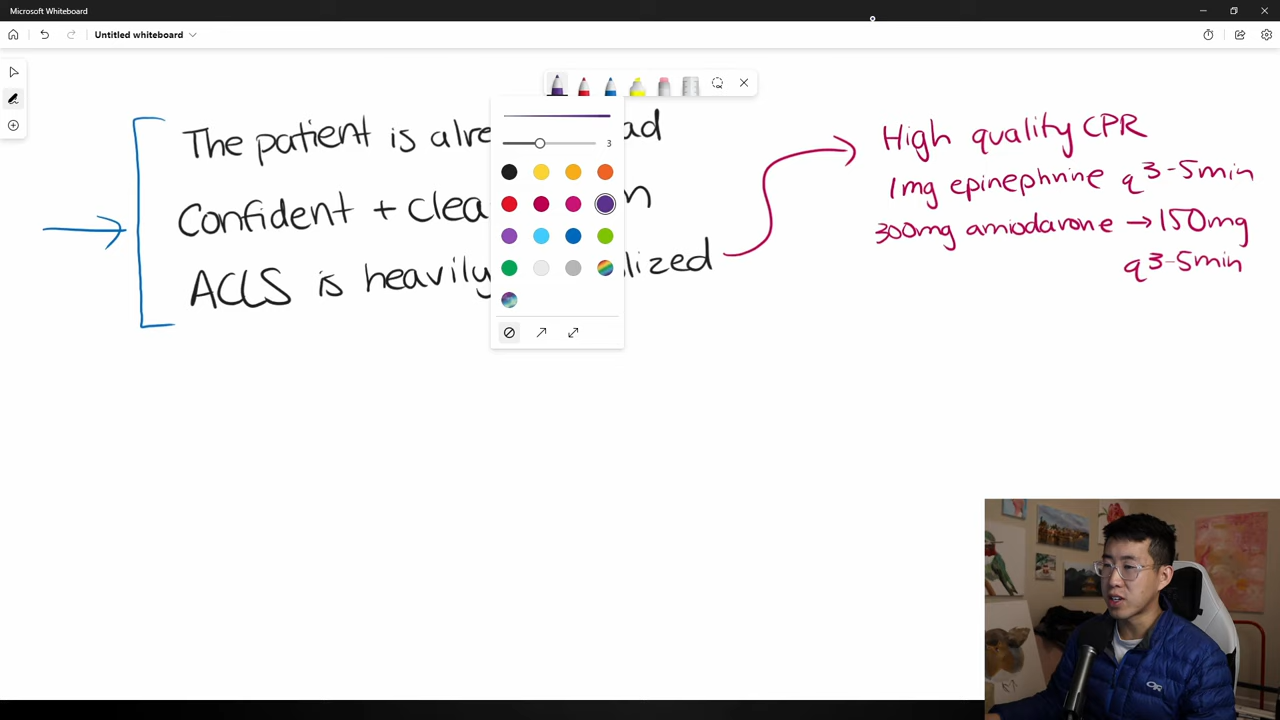 Microsoft Whiteboard
Untitled whiteboard
3
The patient is alre ad
Confident + clea n
ACLS is heavily lized
High quality CPR
1mg epinephrine q3-5min
300mg amiodarone → 150mg
q3-5min